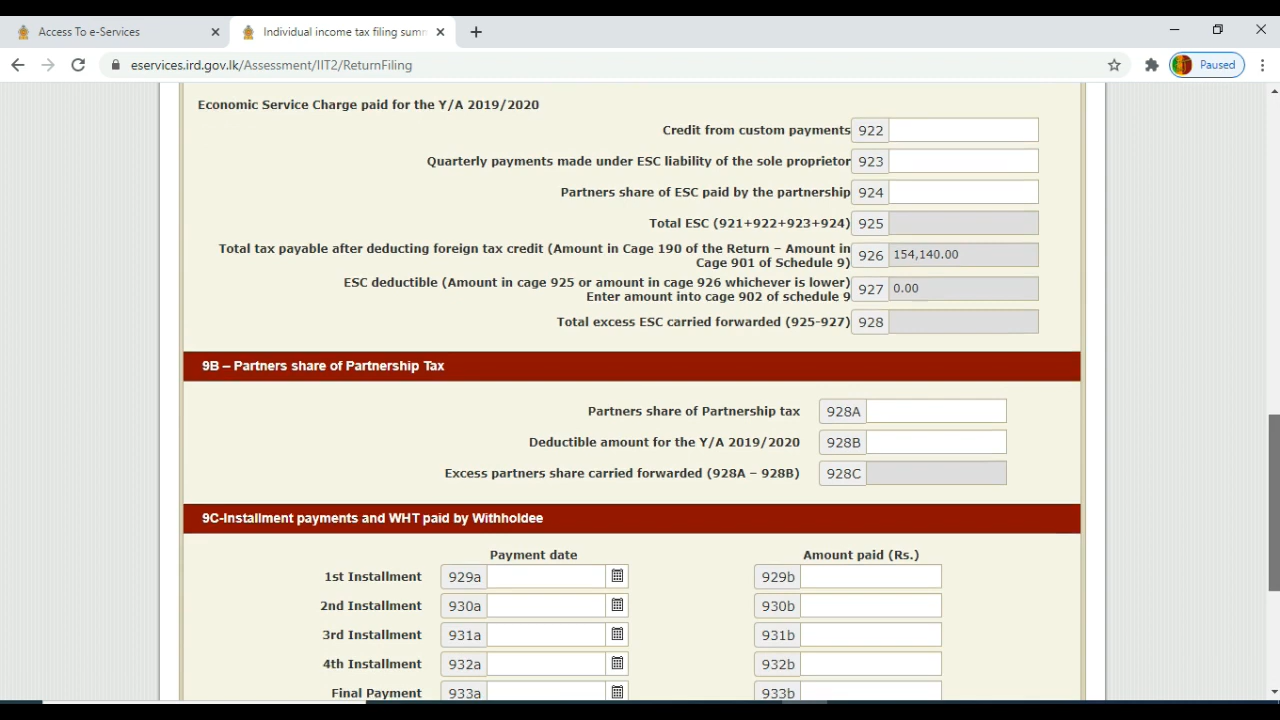 Access To e-Services
Individual income tax filing sum
eservices.ird.gov.lk/Assessment/IIT2/ReturnFiling
Paused
Economic Service Charge paid for the Y/A 2019/2020
Credit from custom payments 922
Quarterly payments made under ESC liability of the sole proprietor 923
Partners share of ESC paid by the partnership 924
Total ESC (921+922+923+924) 925
Total tax payable after deducting foreign tax credit (Amount in Cage 190 of the Return – Amount in
Cage 901 of Schedule 9) 926 154,140.00
ESC deductible (Amount in cage 925 or amount in cage 926 whichever is lower)
Enter amount into cage 902 of schedule 9 927 0.00
Total excess ESC carried forwarded (925-927) 928
9B – Partners share of Partnership Tax
Partners share of Partnership tax 928A
Deductible amount for the Y/A 2019/2020 928B
Excess partners share carried forwarded (928A – 928B) 928C
9C-Installment payments and WHT paid by Withholdee
Payment date Amount paid (Rs.)
1st Installment 929a 929b
2nd Installment 930a 930b
3rd Installment 931a 931b
4th Installment 932a 932b
Final Payment 933a 933b